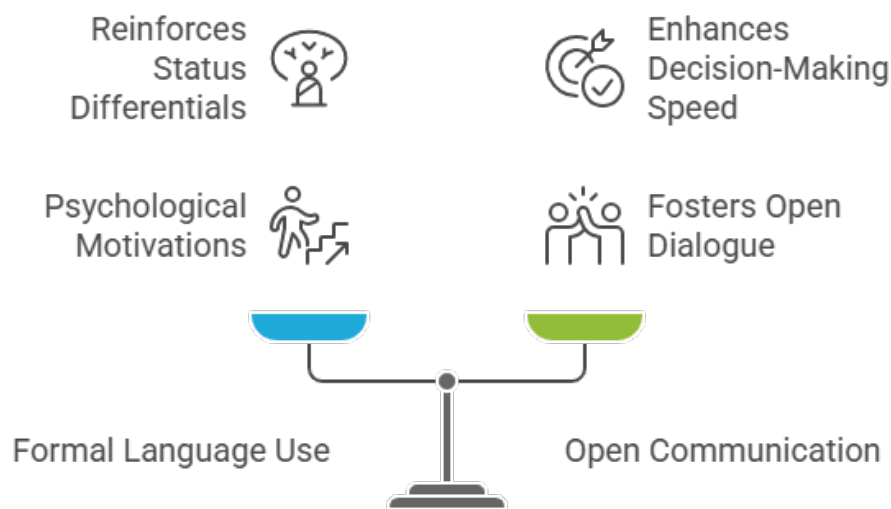 Reinforces
Status
Differentials
Enhances
Decision-Making
Speed
Psychological
Motivations
Fosters Open
Dialogue
Formal Language Use
Open Communication